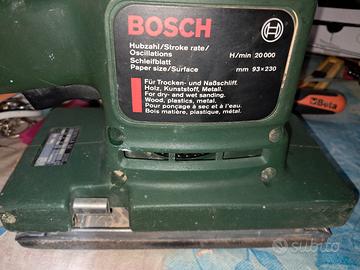 BOSCH
Hubzahl/Stroke rate/
Oscillations H/min 20 000
Schleifblatt
Paper size/Surface mm 93×230
Für Trocken- und Naßschliff.
Holz, Kunststoff, Metall.
For dry- and wet sanding.
Wood, plastics, metal.
Pour ponçage à sec et à l'eau.
Bois matière, plastique, métal.
Beta
subito